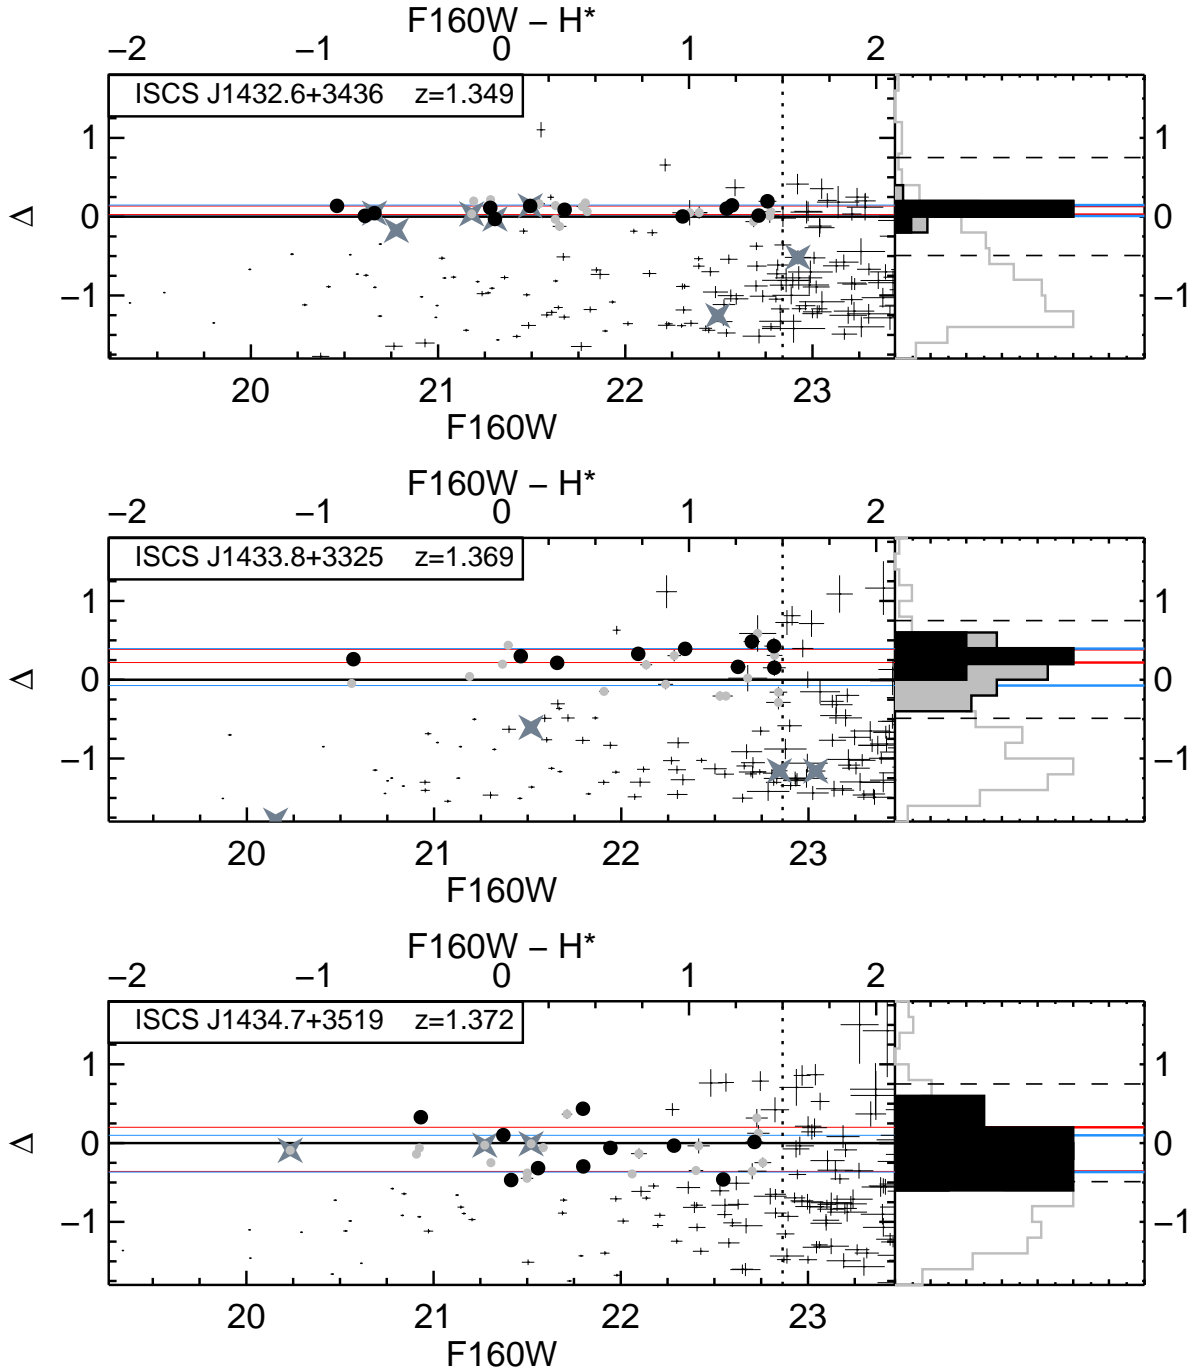 F160W – H*
–2 –1 0 1 2
ISCS J1432.6+3436 z=1.349
1 1
Δ 0 0
–1 –1
20 21 22 23
F160W
F160W – H*
–2 –1 0 1 2
ISCS J1433.8+3325 z=1.369
1 1
Δ 0 0
–1 –1
20 21 22 23
F160W
F160W – H*
–2 –1 0 1 2
ISCS J1434.7+3519 z=1.372
1 1
Δ 0 0
–1 –1
20 21 22 23
F160W